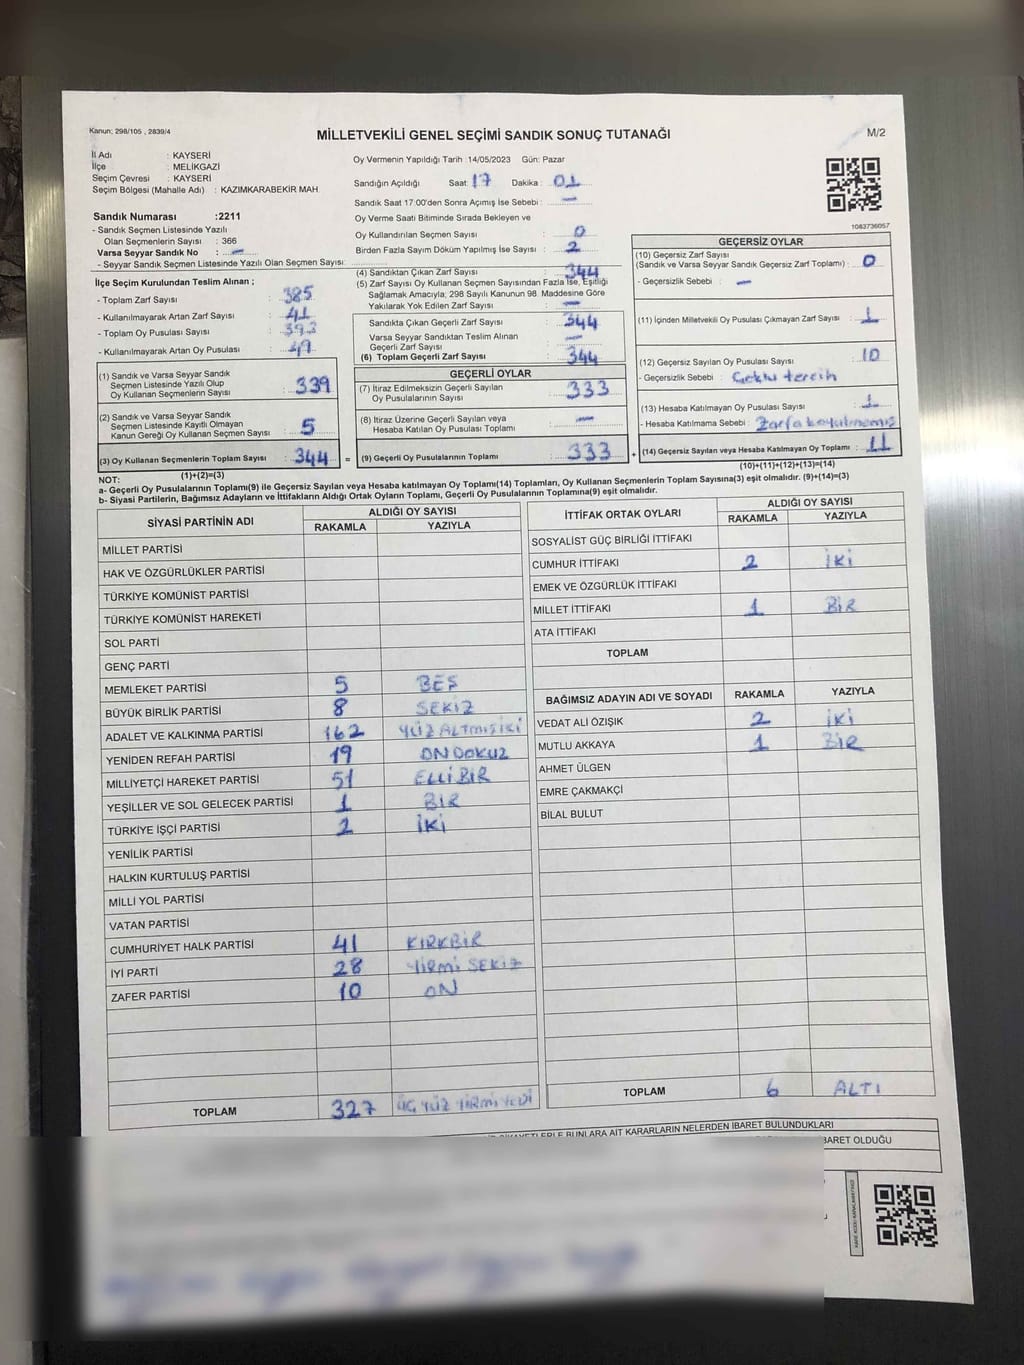 Kanun: 298/105 , 2839/4
MİLLETVEKİLİ GENEL SEÇİMİ SANDIK SONUÇ TUTANAĞI
M/2
İl Adı : KAYSERİ
İlçe : MELİKGAZİ
Seçim Çevresi : KAYSERİ
Seçim Bölgesi (Mahalle Adı) : KAZIMKARABEKİR MAH.
Sandık Numarası :2211
- Sandık Seçmen Listesinde Yazılı
Olan Seçmenlerin Sayısı : 366
Varsa Seyyar Sandık No : —
- Seyyar Sandık Seçmen Listesinde Yazılı Olan Seçmen Sayısı:
Oy Vermenin Yapıldığı Tarih :14/05/2023 Gün: Pazar
Sandığın Açıldığı Saat: 17 Dakika : 01
Sandık Saat 17:00'den Sonra Açımış İse Sebebi : —
Oy Verme Saati Bitiminde Sırada Bekleyen ve
Oy Kullandırılan Seçmen Sayısı : 0
Birden Fazla Sayım Döküm Yapılmış İse Sayısı : 2
1083736057
İlçe Seçim Kurulundan Teslim Alınan ;
- Toplam Zarf Sayısı : 385
- Kullanılmayarak Artan Zarf Sayısı : 41
- Toplam Oy Pusulası Sayısı : 393
- Kullanılmayarak Artan Oy Pusulası : 49
(1) Sandık ve Varsa Seyyar Sandık
Seçmen Listesinde Yazılı Olup
Oy Kullanan Seçmenlerin Sayısı : 339
(2) Sandık ve Varsa Seyyar Sandık
Seçmen Listesinde Kayıtlı Olmayan
Kanun Gereği Oy Kullanan Seçmen Sayısı : 5
(3) Oy Kullanan Seçmenlerin Toplam Sayısı : 344 =
(1)+(2)=(3)
(4) Sandıktan Çıkan Zarf Sayısı : 344
(5) Zarf Sayısı Oy Kullanan Seçmen Sayısından Fazla İse, Eşitliği
Sağlamak Amacıyla; 298 Sayılı Kanunun 98. Maddesine Göre
Yakılarak Yok Edilen Zarf Sayısı : —
Sandıkta Çıkan Geçerli Zarf Sayısı : 344
Varsa Seyyar Sandıktan Teslim Alınan
Geçerli Zarf Sayısı : —
(6) Toplam Geçerli Zarf Sayısı : 344
GEÇERLİ OYLAR
(7) İtiraz Edilmeksizin Geçerli Sayılan
Oy Pusulalarının Sayısı : 333
(8) İtiraz Üzerine Geçerli Sayılan veya
Hesaba Katılan Oy Pusulası Toplamı : —
(9) Geçerli Oy Pusulalarının Toplamı : 333 +
GEÇERSİZ OYLAR
(10) Geçersiz Zarf Sayısı
(Sandık ve Varsa Seyyar Sandık Geçersiz Zarf Toplamı) : 0
- Geçersizlik Sebebi : —
(11) İçinden Milletvekili Oy Pusulası Çıkmayan Zarf Sayısı : 1
(12) Geçersiz Sayılan Oy Pusulası Sayısı : 10
- Geçersizlik Sebebi : tercih
(13) Hesaba Katılmayan Oy Pusulası Sayısı : 1
- Hesaba Katılmama Sebebi : Zarfa koyulmamış
(14) Geçersiz Sayılan veya Hesaba Katılmayan Oy Toplamı : 11
(10)+(11)+(12)+(13)=(14)
NOT:
a- Geçerli Oy Pusulalarının Toplamı(9) ile Geçersiz Sayılan veya Hesaba katılmayan Oy Toplam(14) Toplamları, Oy Kullanan Seçmenlerin Toplam Sayısına(3) eşit olmalıdır. (9)+(14)=(3)
b- Siyasi Partilerin, Bağımsız Adayların ve İttifakların Aldığı Ortak Oyların Toplamı, Geçerli Oy Pusulalarının Toplamına(9) eşit olmalıdır.
SİYASİ PARTİNİN ADI ALDIĞI OY SAYISI
RAKAMLA YAZIYLA
MİLLET PARTİSİ
HAK VE ÖZGÜRLÜKLER PARTİSİ
TÜRKİYE KOMÜNİST PARTİSİ
TÜRKİYE KOMÜNİST HAREKETİ
SOL PARTİ
GENÇ PARTİ
MEMLEKET PARTİSİ 5 BEŞ
BÜYÜK BİRLİK PARTİSİ 8 SEKİZ
ADALET VE KALKINMA PARTİSİ 162 YÜZ ALTMIŞ İKİ
YENİDEN REFAH PARTİSİ 19 ONDOKUZ
MİLLİYETÇİ HAREKET PARTİSİ 51 ELLİ BİR
YEŞİLLER VE SOL GELECEK PARTİSİ 1 BİR
TÜRKİYE İŞÇİ PARTİSİ 2 İKİ
YENİLİK PARTİSİ
HALKIN KURTULUŞ PARTİSİ
MİLLİ YOL PARTİSİ
VATAN PARTİSİ
CUMHURİYET HALK PARTİSİ 41 KIRKBİR
İYİ PARTİ 28 YİRMİ SEKİZ
ZAFER PARTİSİ 10 ON
TOPLAM 327 ÜÇ YÜZ YİRMİ YEDİ
İTTİFAK ORTAK OYLARI ALDIĞI OY SAYISI
RAKAMLA YAZIYLA
SOSYALİST GÜÇ BİRLİĞİ İTTİFAKI
CUMHUR İTTİFAKI 2 İKİ
EMEK VE ÖZGÜRLÜK İTTİFAKI
MİLLET İTTİFAKI 1 BİR
ATA İTTİFAKI
TOPLAM
BAĞIMSIZ ADAYIN ADI VE SOYADI RAKAMLA YAZIYLA
VEDAT ALİ ÖZIŞIK 2 İKİ
MUTLU AKKAYA 1 BİR
AHMET ÜLGEN
EMRE ÇAKMAKÇİ
BİLAL BULUT
TOPLAM 6 ALTI
BUNLARA AİT KARARLARIN NELERDEN İBARET BULUNDUKLARI
BARET OLDUĞU